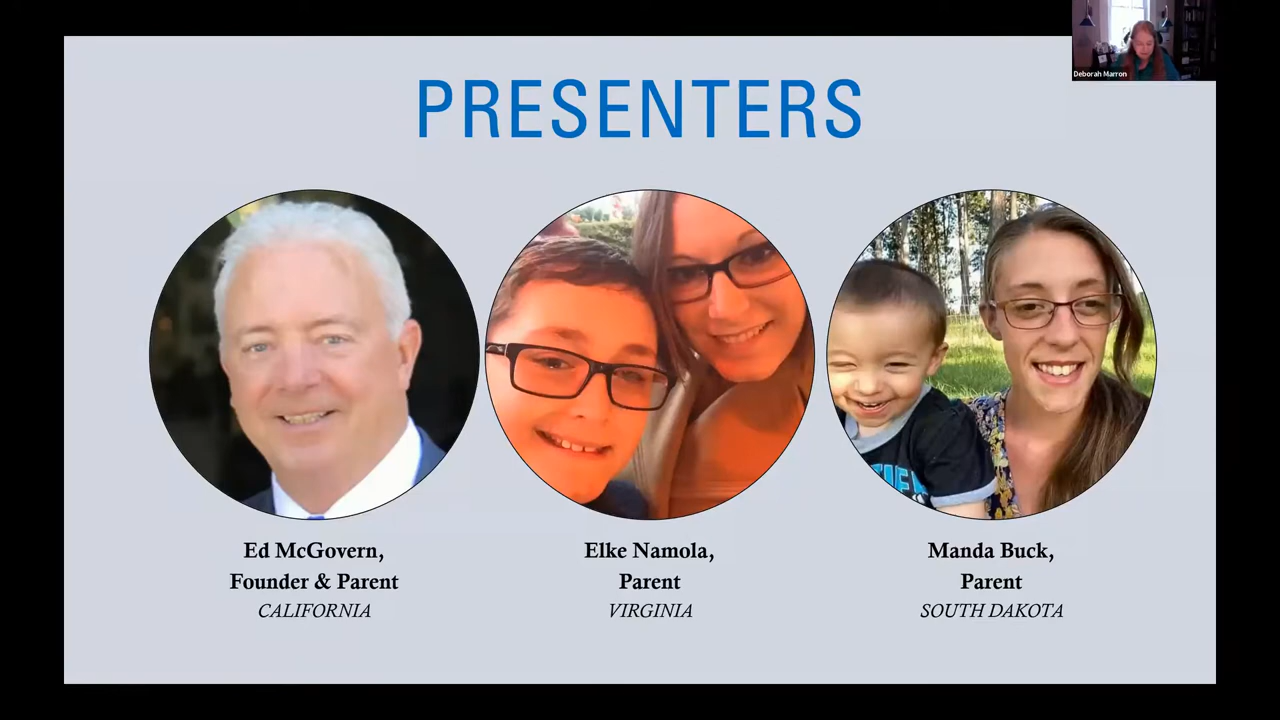 Deborah Marron
PRESENTERS
Ed McGovern,
Founder & Parent
CALIFORNIA
Elke Namola,
Parent
VIRGINIA
Manda Buck,
Parent
SOUTH DAKOTA